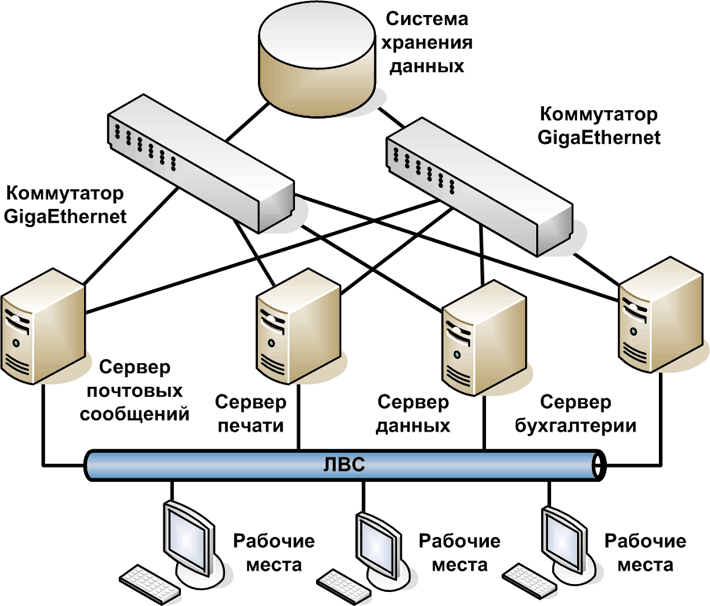 Система
хранения
данных
Коммутатор
GigaEthernet
Коммутатор
GigaEthernet
Сервер
почтовых
сообщений
Сервер
печати
Сервер
данных
Сервер
бухгалтерии
ЛВС
Рабочие
места
Рабочие
места
Рабочие
места